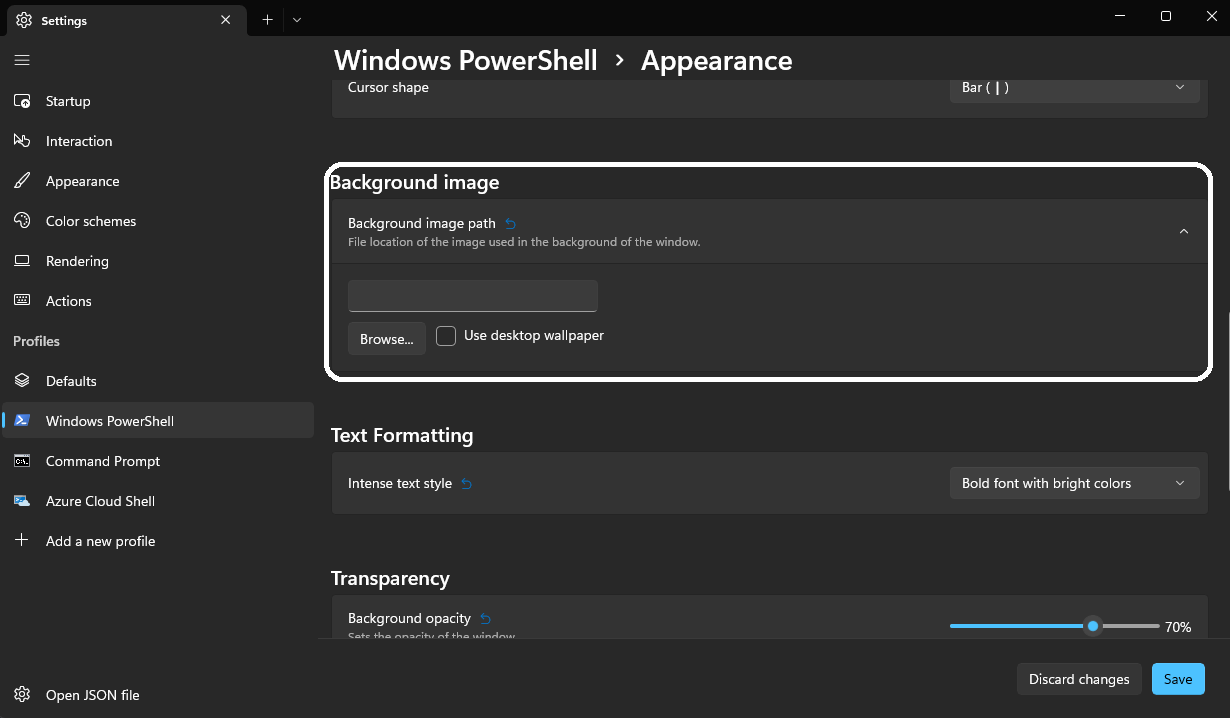 Settings
Windows PowerShell › Appearance
Cursor shape
Bar ( | )
Startup
Interaction
Appearance
Color schemes
Rendering
Actions
Profiles
Defaults
Windows PowerShell
Command Prompt
Azure Cloud Shell
Add a new profile
Open JSON file
Background image
Background image path
File location of the image used in the background of the window.
Browse...
Use desktop wallpaper
Text Formatting
Intense text style
Bold font with bright colors
Transparency
Background opacity
Sets the opacity of the window
70%
Discard changes
Save